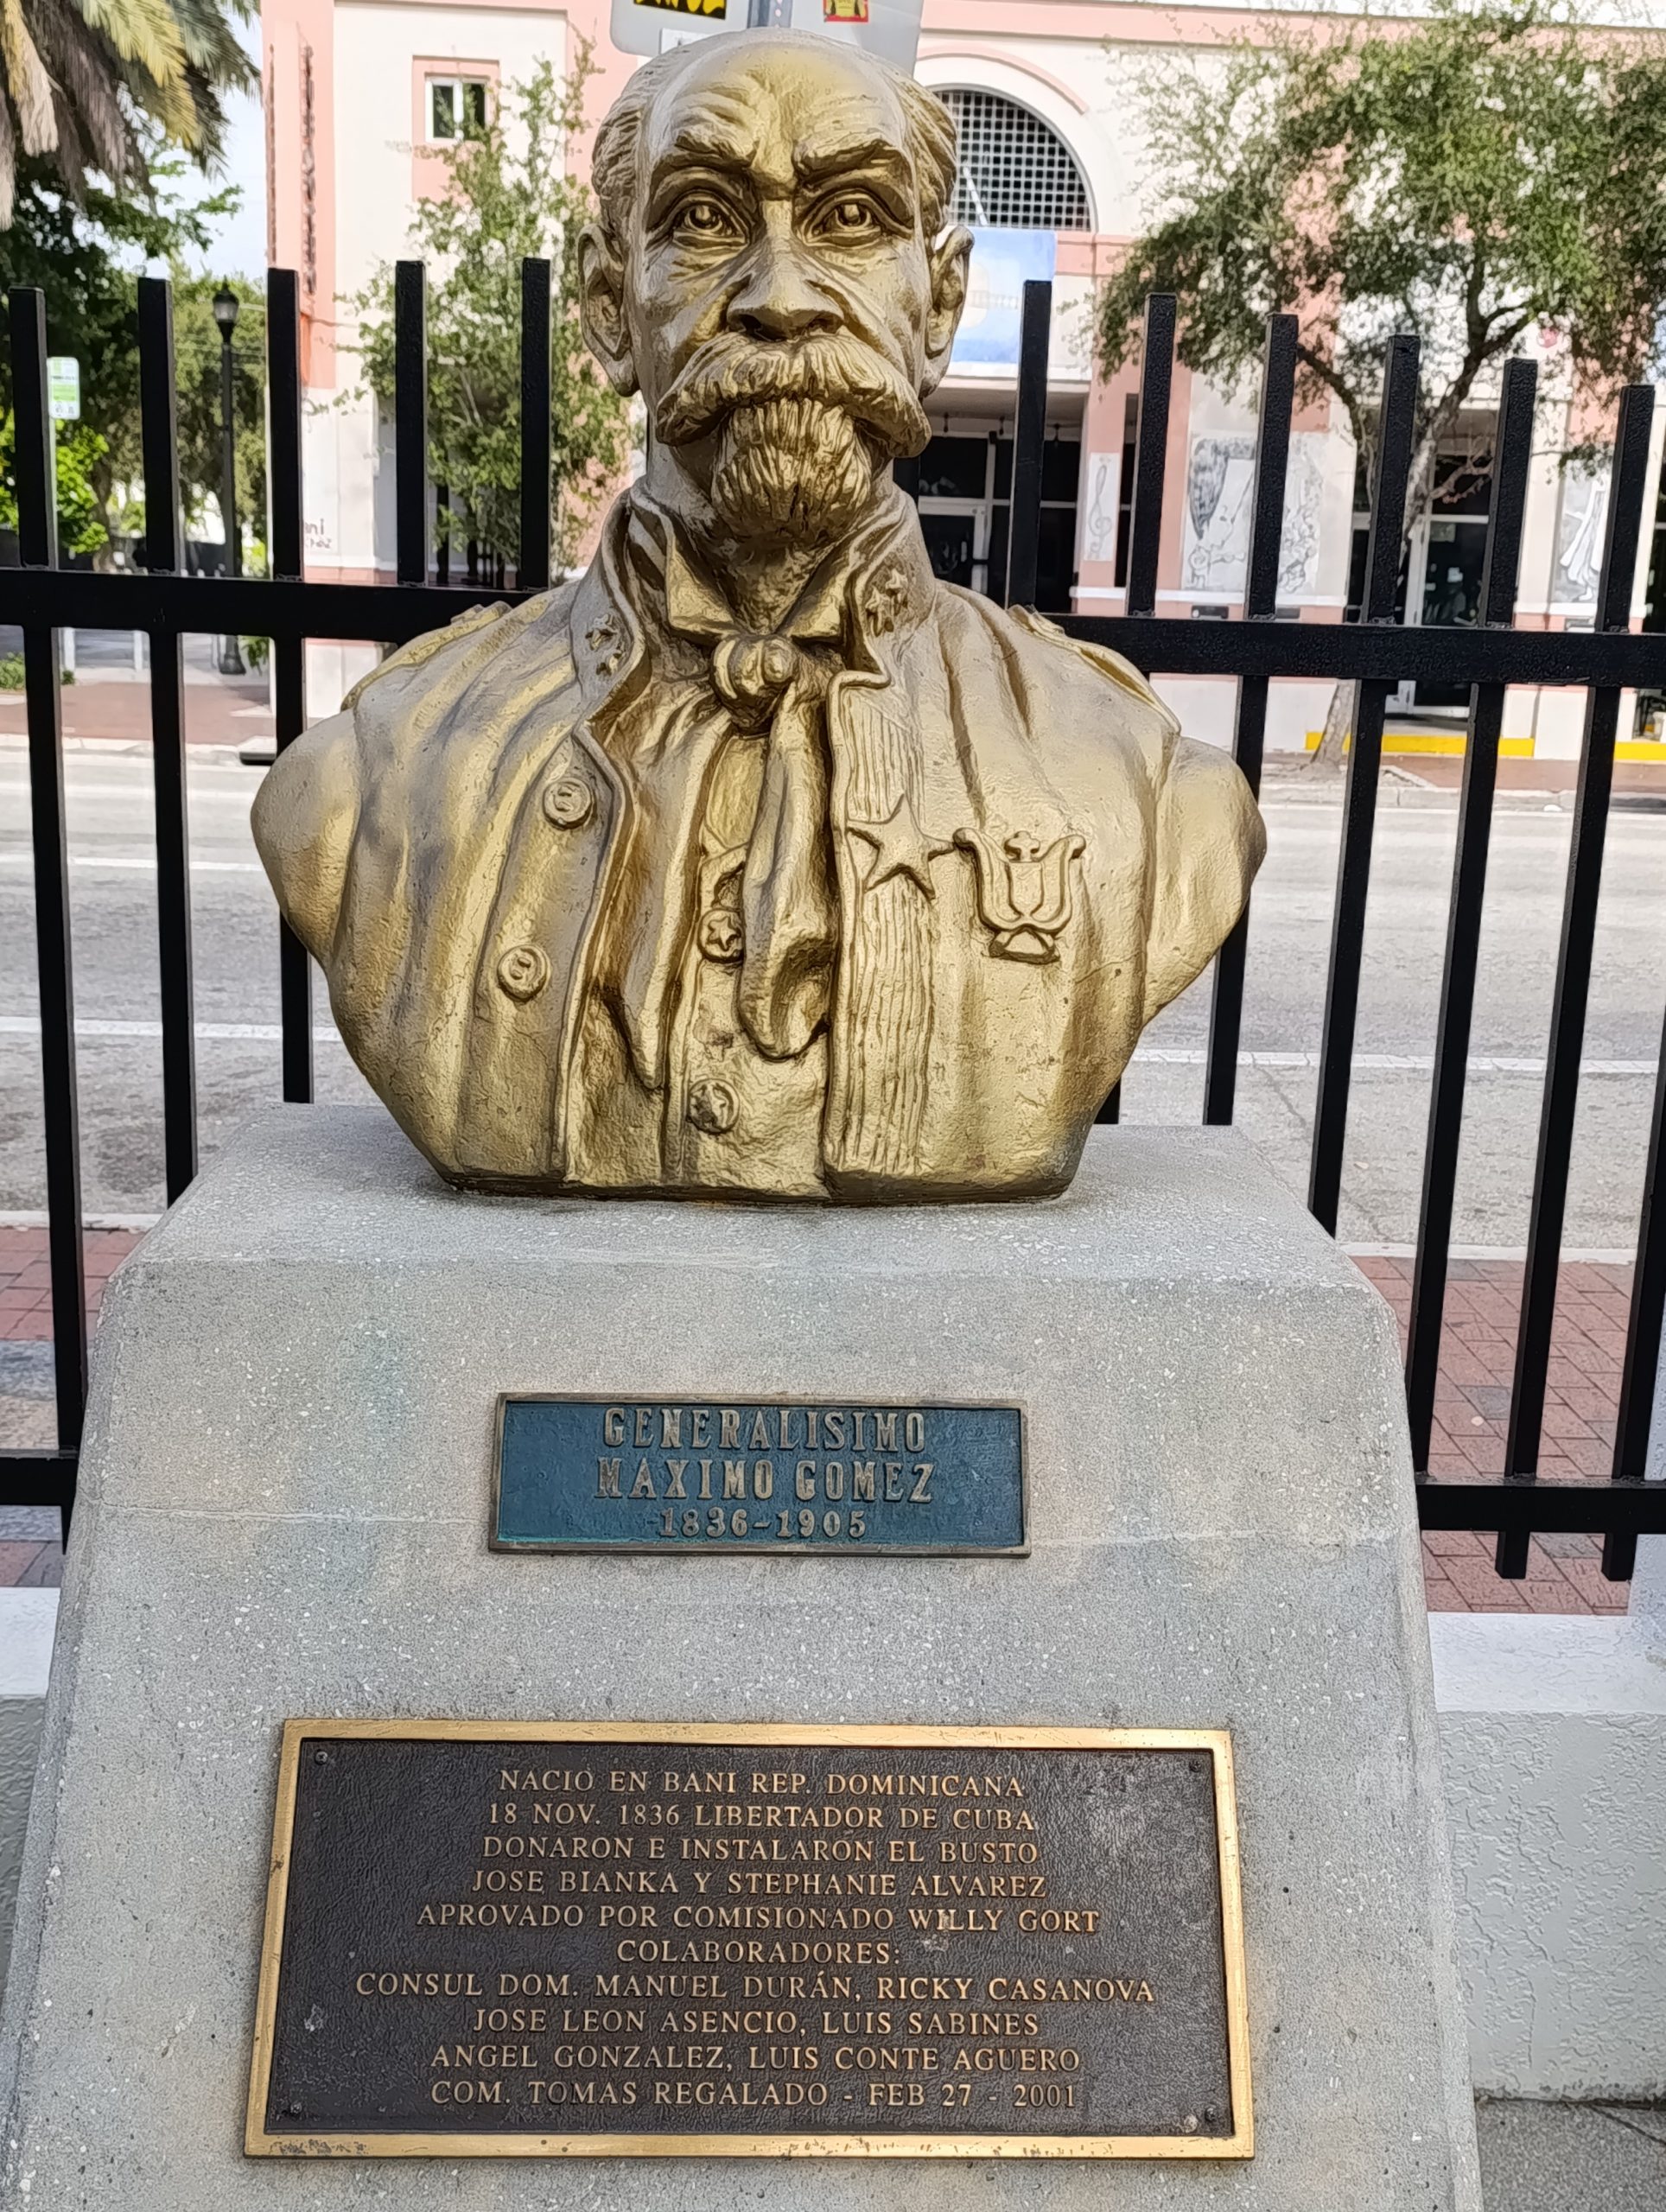 GENERALISIMO
MAXIMO GOMEZ
1836-1905
NACIO EN BANI REP. DOMINICANA
18 NOV. 1836 LIBERTADOR DE CUBA
DONARON E INSTALARON EL BUSTO
JOSE BIANKA Y STEPHANIE ALVAREZ
APROVADO POR COMISIONADO WILLY GORT
COLABORADORES:
CONSUL DOM. MANUEL DURÁN, RICKY CASANOVA
JOSE LEON ASENCIO, LUIS SABINES
ANGEL GONZALEZ, LUIS CONTE AGUERO
COM. TOMAS REGALADO - FEB 27 - 2001